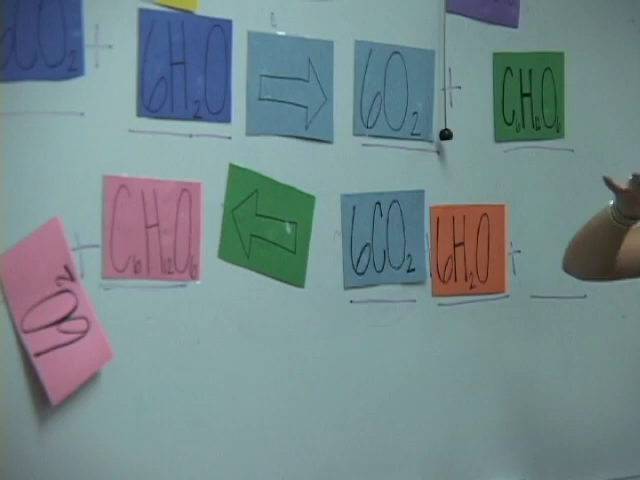 6CO₂ + 6H₂O → 6O₂ + C₆H₁₂O₆
6O₂ + C₆H₁₂O₆ ← 6CO₂ + 6H₂O +